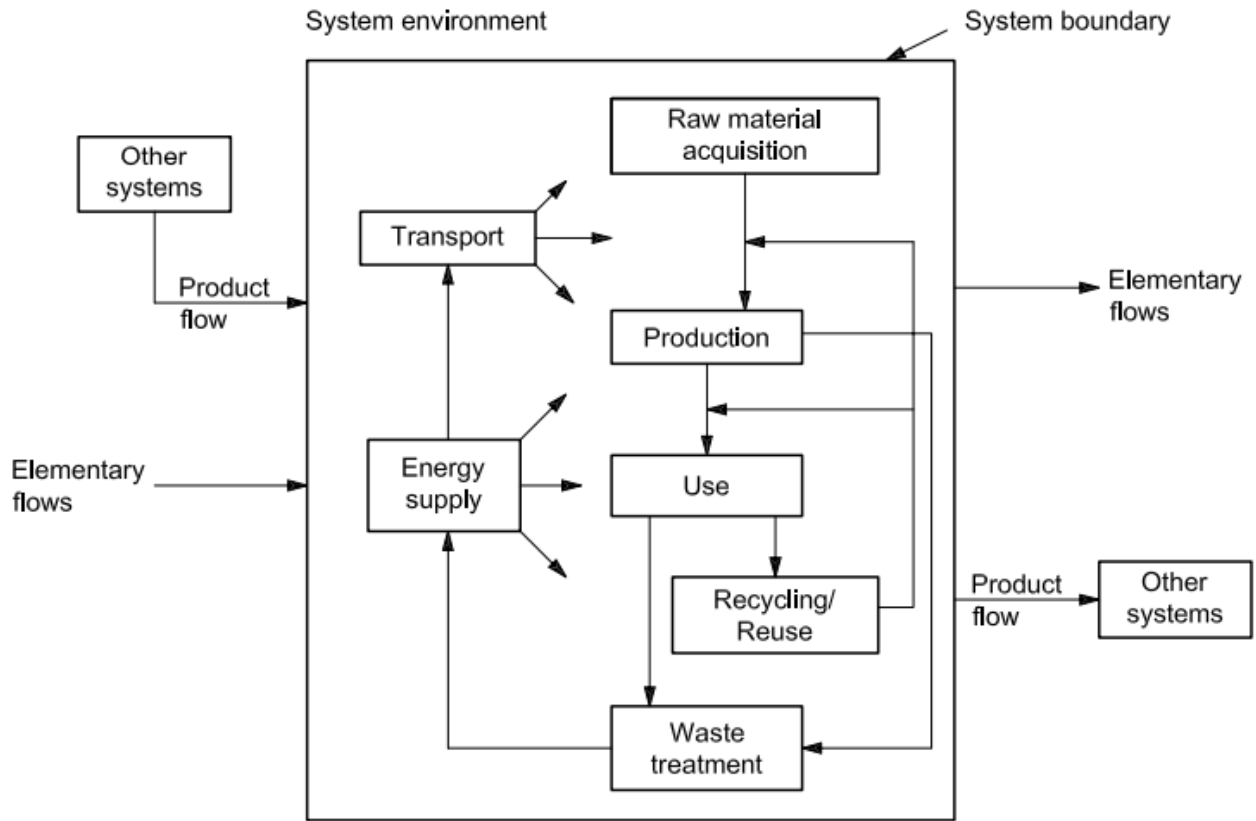 System environment
System boundary
Raw material
acquisition
Other
systems
Transport
Product
flow
Elementary
flows
Production
Elementary
flows
Energy
supply
Use
Recycling/
Reuse
Product
flow
Other
systems
Waste
treatment